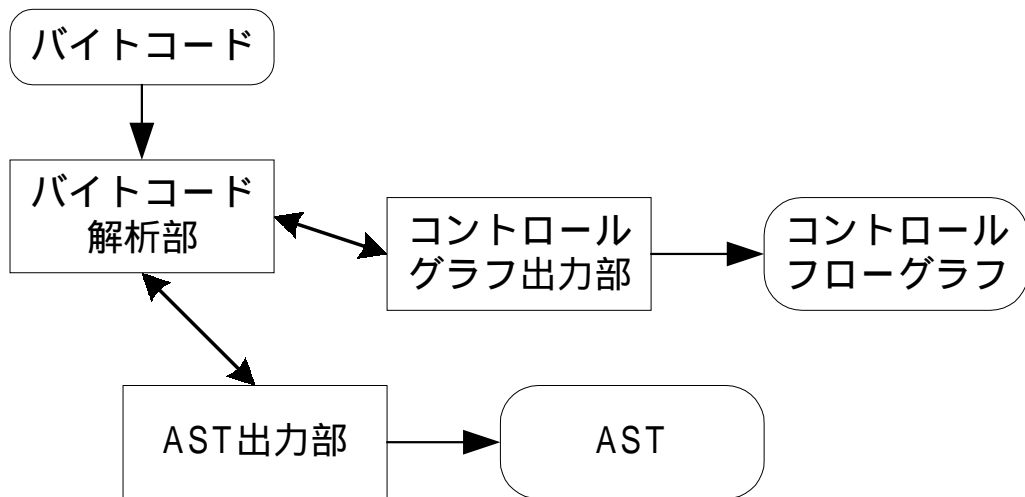 バイトコード
バイトコード
解析部
コントロール
グラフ出力部
コントロール
フローグラフ
AST出力部
AST